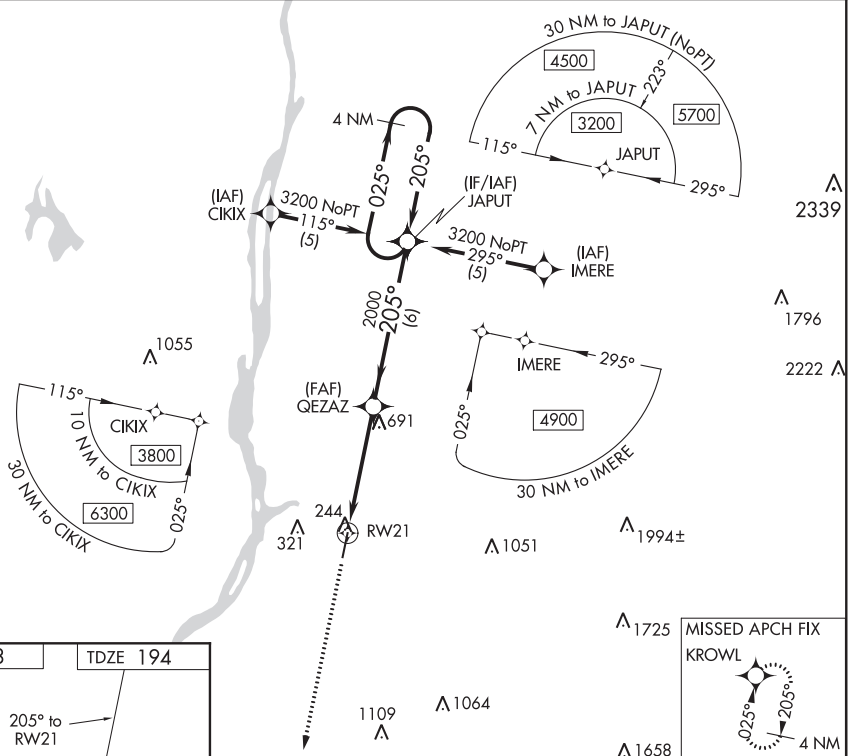 30 NM to JAPUT (NoPT)
4500
223°
7 NM to JAPUT
5700
3200
JAPUT
115°
295°
4 NM
025°
205°
(IAF)
CIKIX
3200 NoPT
115°
(5)
(IF/IAF)
JAPUT
3200 NoPT
295°
(5)
(IAF)
IMERE
2339
2000
205°
(6)
1796
1055
2222
IMERE
295°
025°
4900
30 NM to IMERE
(FAF)
QEZAZ
691
115°
CIKIX
3800
10 NM to CIKIX
6300
30 NM to CIKIX
025°
244
RW21
321
1051
1994±
1725
MISSED APCH FIX
KROWL
025°
205°
4 NM
TDZE 194
205° to
RW21
1109
1064
1658